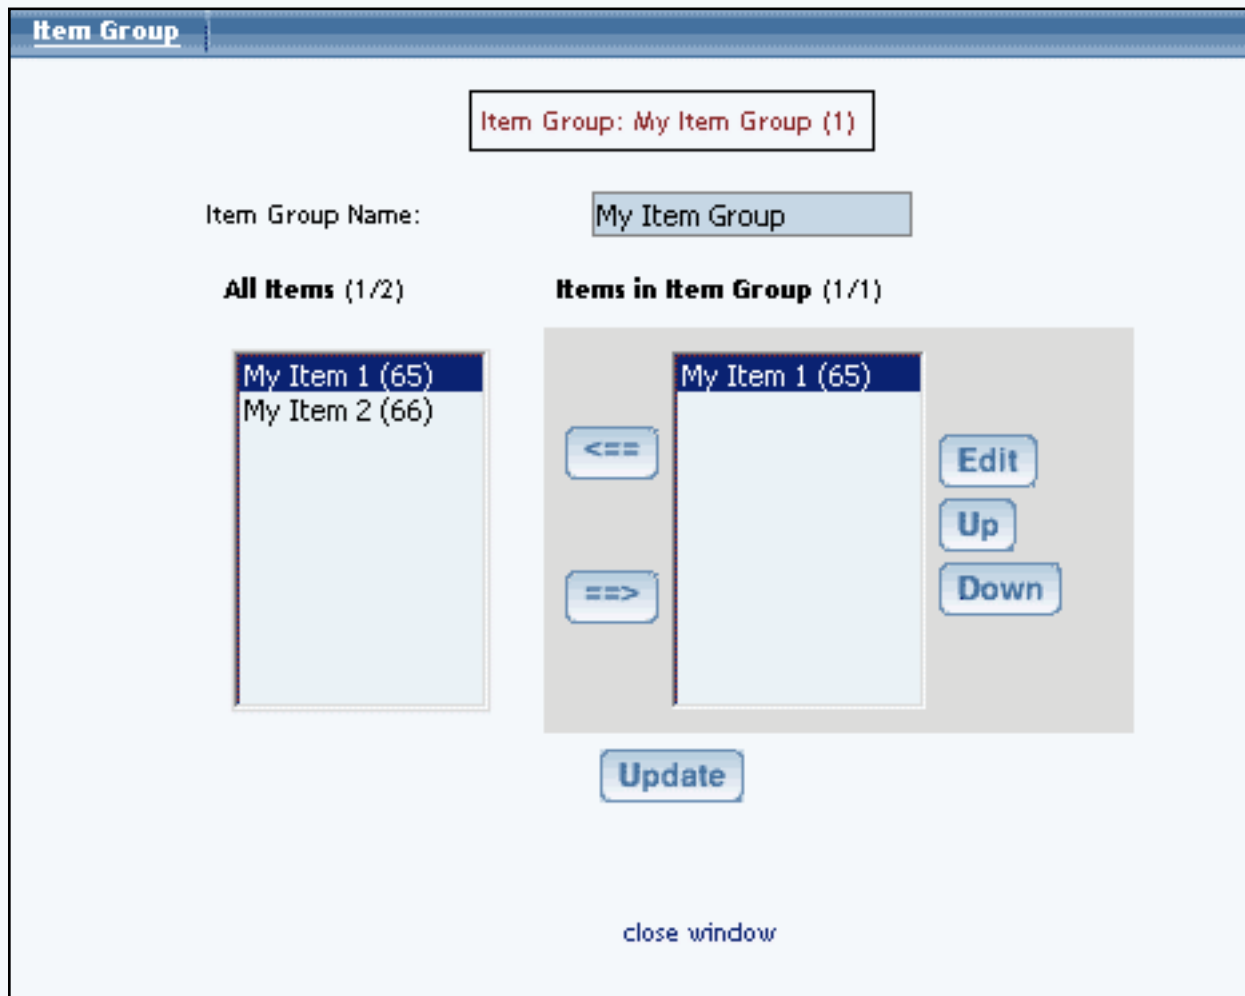 Item Group
Item Group: My Item Group (1)
Item Group Name: My Item Group
All Items (1/2) Items in Item Group (1/1)
My Item 1 (65) My Item 1 (65)
My Item 2 (66)
<==
Edit
Up
==>
Down
Update
close window